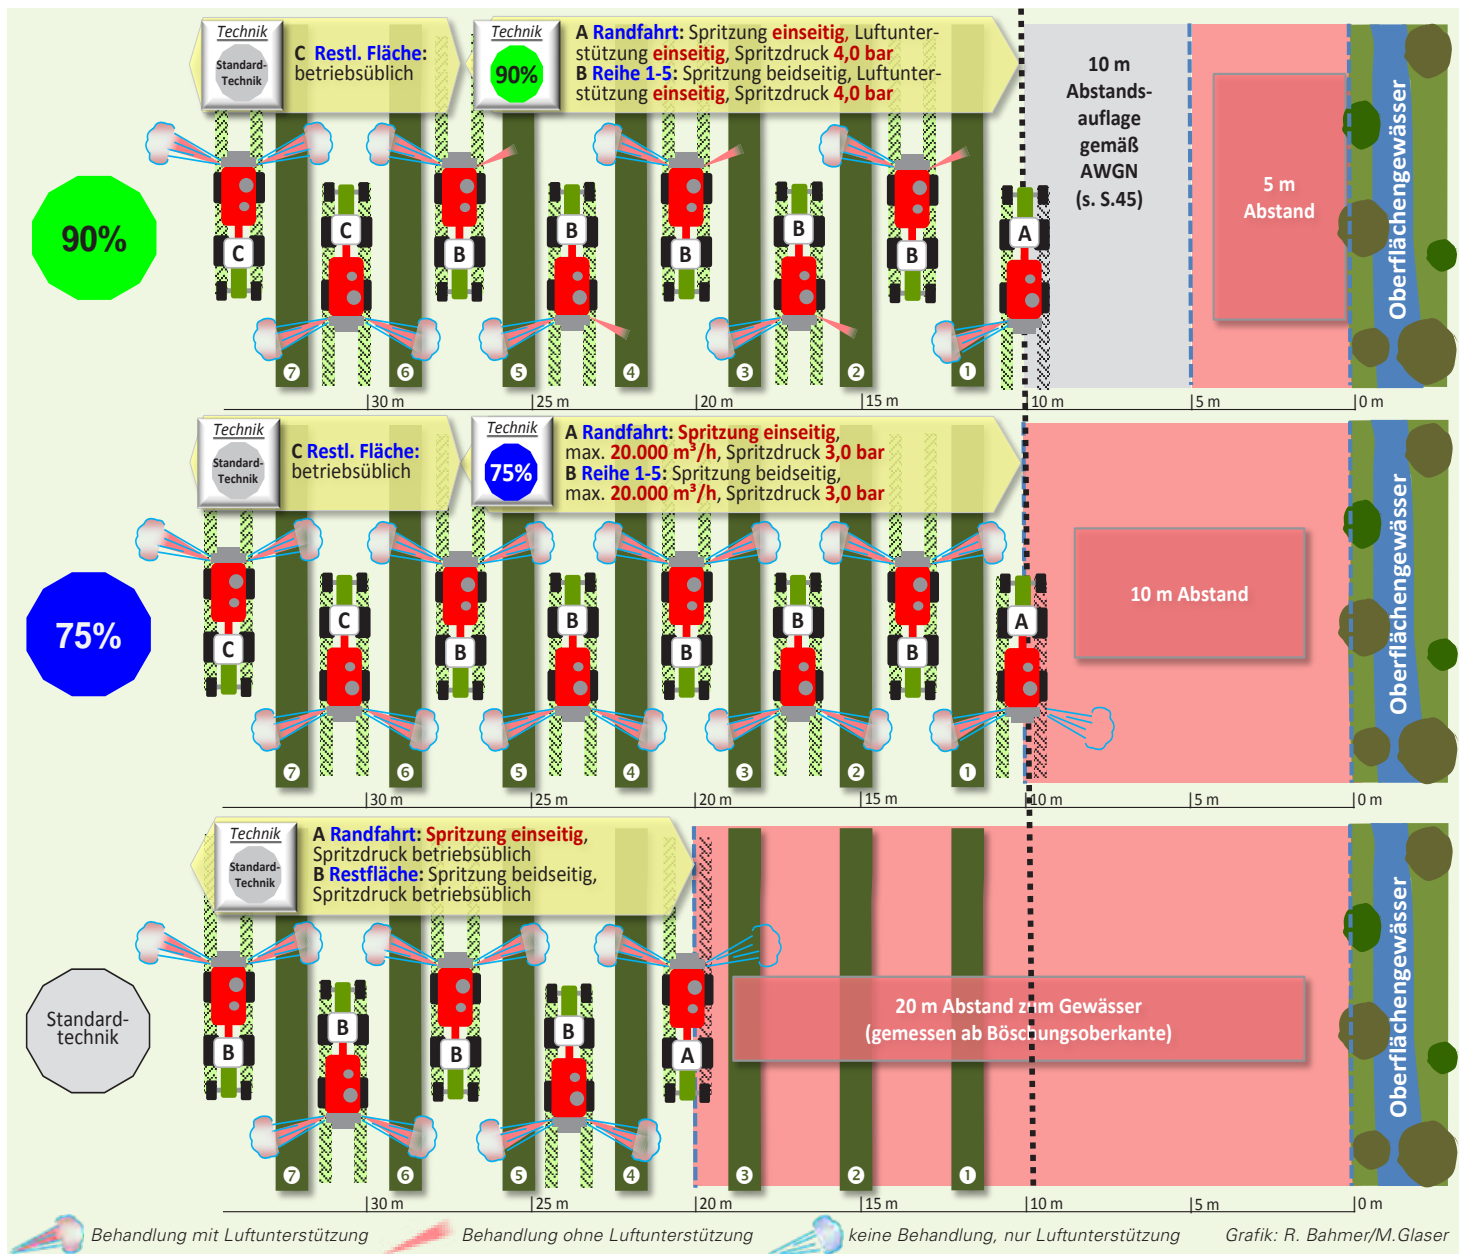 Technik
Standard-
Technik
C Restl. Fläche:
betriebsüblich
Technik
90%
A Randfahrt: Spritzung einseitig, Luftunter-
stützung einseitig, Spritzdruck 4,0 bar
B Reihe 1-5: Spritzung beidseitig, Luftunter-
stützung einseitig, Spritzdruck 4,0 bar
10 m
Abstands-
auflage
gemäß
AWGN
(s. S.45)
5 m
Abstand
Oberflächengewässer
90%
C
C
B
B
B
B
B
A
7
6
5
4
3
2
1
30 m
25 m
20 m
15 m
10 m
5 m
0 m
Technik
Standard-
Technik
C Restl. Fläche:
betriebsüblich
Technik
75%
A Randfahrt: Spritzung einseitig,
max. 20.000 m³/h, Spritzdruck 3,0 bar
B Reihe 1-5: Spritzung beidseitig,
max. 20.000 m³/h, Spritzdruck 3,0 bar
10 m Abstand
Oberflächengewässer
75%
C
C
B
B
B
B
B
A
7
6
5
4
3
2
1
30 m
25 m
20 m
15 m
10 m
5 m
0 m
Technik
Standard-
Technik
A Randfahrt: Spritzung einseitig,
Spritzdruck betriebsüblich
B Restfläche: Spritzung beidseitig,
Spritzdruck betriebsüblich
20 m Abstand zum Gewässer
(gemessen ab Böschungsoberkante)
Oberflächengewässer
Standard-
technik
B
B
B
B
A
7
6
5
4
3
2
1
30 m
25 m
20 m
15 m
10 m
5 m
0 m
Behandlung mit Luftunterstützung
Behandlung ohne Luftunterstützung
keine Behandlung, nur Luftunterstützung
Grafik: R. Bahmer/M.Glaser